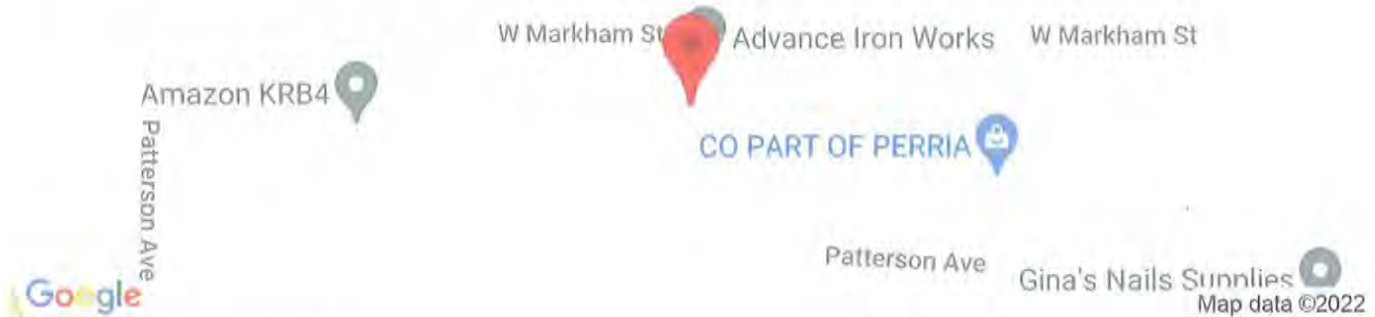 W Markham St
Advance Iron Works
W Markham St
Amazon KRB4
CO PART OF PERRIA
Patterson Ave
Patterson Ave
Gina's Nails Supplies
Google
Map data ©2022